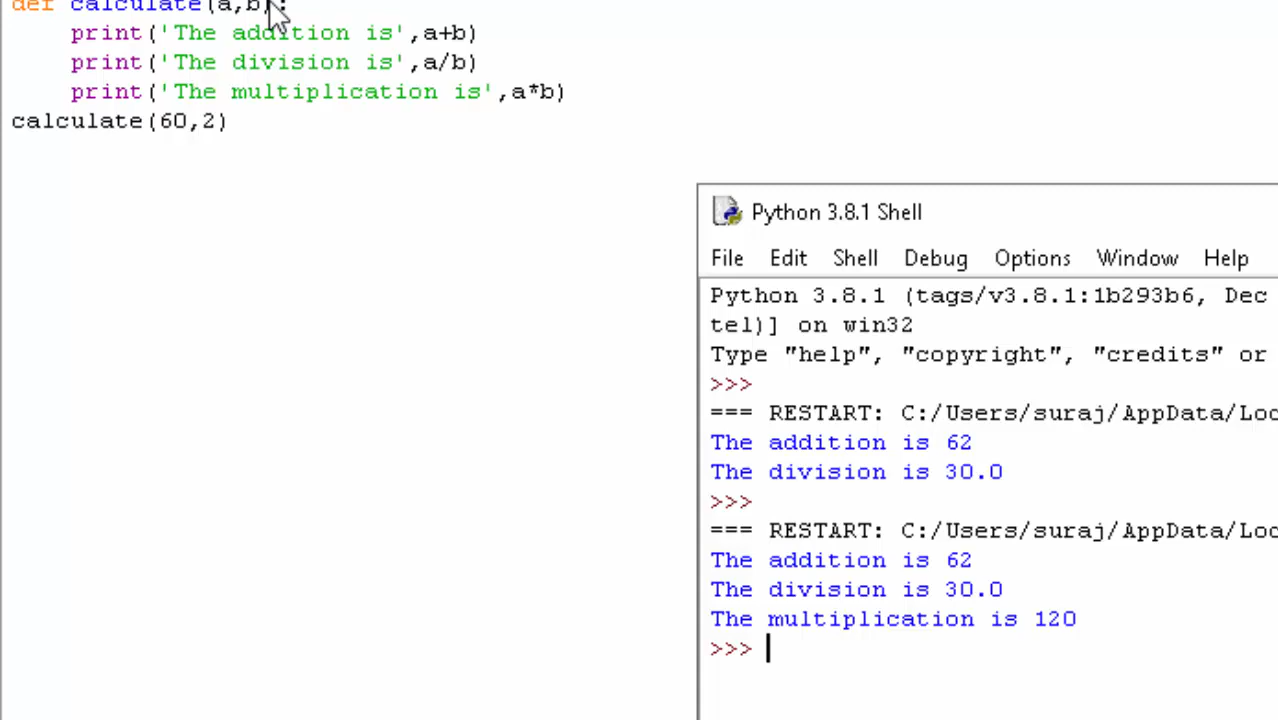 def calculate(a,b):
    print('The addition is',a+b)
    print('The division is',a/b)
    print('The multiplication is',a*b)
calculate(60,2)
Python 3.8.1 Shell
File Edit Shell Debug Options Window Help
Python 3.8.1 (tags/v3.8.1:1b293b6, Dec
tel)] on win32
Type "help", "copyright", "credits" or
>>>
=== RESTART: C:/Users/suraj/AppData/Loc
The addition is 62
The division is 30.0
>>>
=== RESTART: C:/Users/suraj/AppData/Loc
The addition is 62
The division is 30.0
The multiplication is 120
>>>